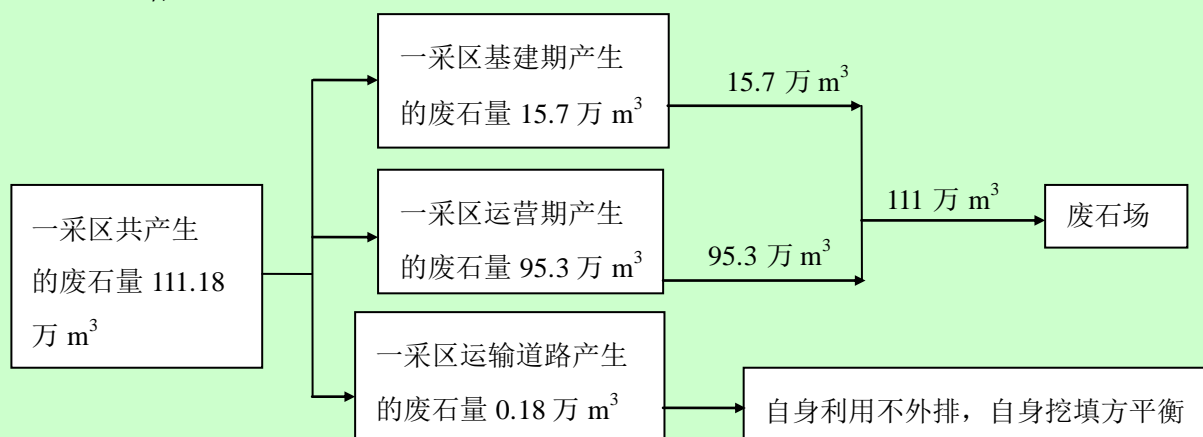 一采区基建期产生
的废石量 15.7 万 m³
15.7 万 m³
一采区共产生
的废石量 111.18
万 m³
一采区运营期产生
的废石量 95.3 万 m³
95.3 万 m³
111 万 m³
废石场
一采区运输道路产生
的废石量 0.18 万 m³
自身利用不外排，自身挖填方平衡